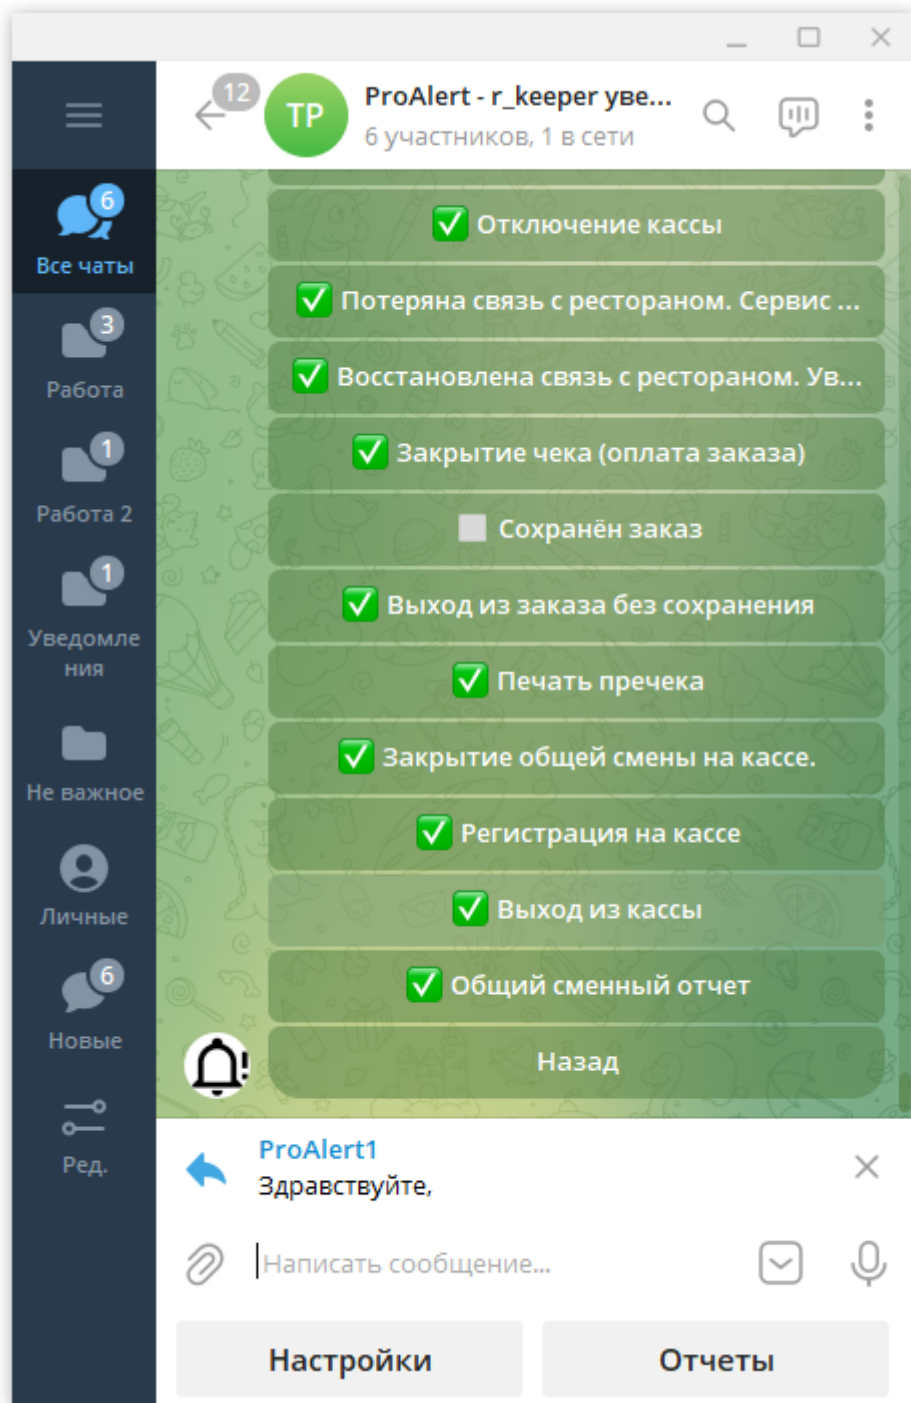 12
TP
ProAlert - r_keeper уве...
6 участников, 1 в сети
6
Все чаты
3
Работа
1
Работа 2
1
Уведомле
ния
Не важное
Личные
6
Новые
Ред.
Отключение кассы
Потеряна связь с рестораном. Сервис ...
Восстановлена связь с рестораном. Ув...
Закрытие чека (оплата заказа)
Сохранён заказ
Выход из заказа без сохранения
Печать пречека
Закрытие общей смены на кассе.
Регистрация на кассе
Выход из кассы
Общий сменный отчет
Назад
ProAlert1
Здравствуйте,
Написать сообщение...
Настройки
Отчеты